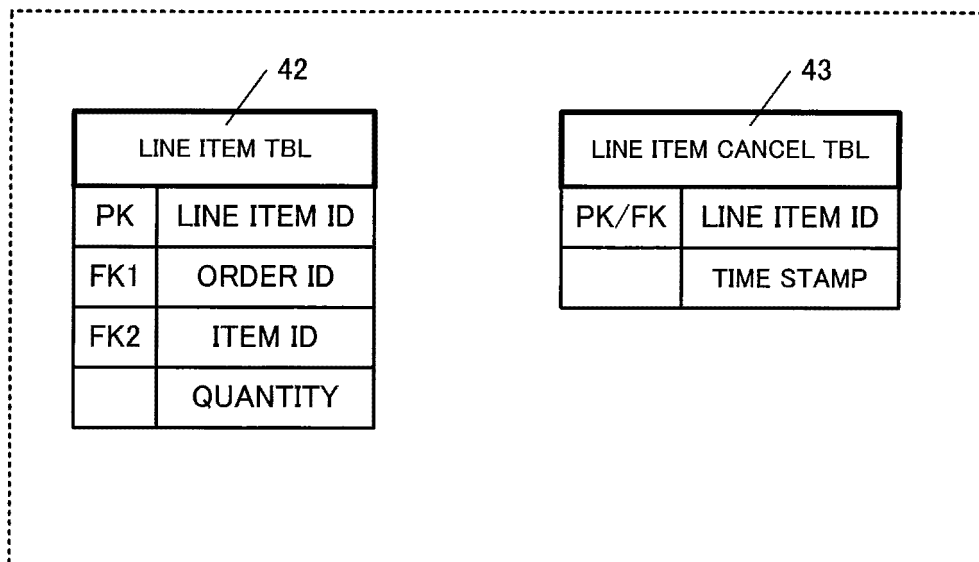 42
LINE ITEM TBL
PK LINE ITEM ID
FK1 ORDER ID
FK2 ITEM ID
QUANTITY
43
LINE ITEM CANCEL TBL
PK/FK LINE ITEM ID
TIME STAMP